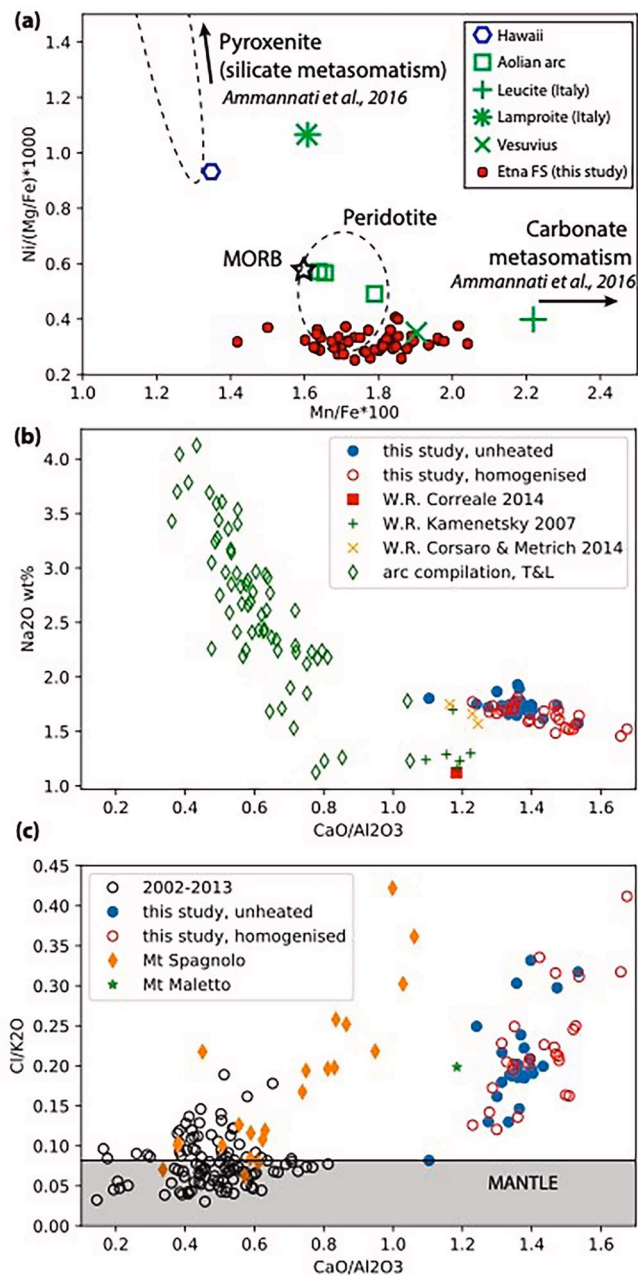 (a)
1.4
1.2
1.0
0.8
0.6
0.4
0.2
Ni/(Mg/Fe)*1000
Pyroxenite
(silicate metasomatism)
Ammannati et al., 2016
Hawaii
Aolian arc
Leucite (Italy)
Lamproite (Italy)
Vesuvius
Etna FS (this study)
Peridotite
MORB
Carbonate
metasomatism
Ammannati et al., 2016
1.0 1.2 1.4 1.6 1.8 2.0 2.2 2.4
Mn/Fe*100
(b)
4.0
3.5
3.0
2.5
2.0
1.5
1.0
Na2O wt%
this study, unheated
this study, homogenised
W.R. Correale 2014
W.R. Kamenetsky 2007
W.R. Corsaro & Metrich 2014
arc compilation, T&L
0.2 0.4 0.6 0.8 1.0 1.2 1.4 1.6
CaO/Al2O3
(c)
0.45
0.40
0.35
0.30
0.25
0.20
0.15
0.10
0.05
0.00
Cl/K2O
2002-2013
this study, unheated
this study, homogenised
Mt Spagnolo
Mt Maletto
MANTLE
0.2 0.4 0.6 0.8 1.0 1.2 1.4 1.6
CaO/Al2O3